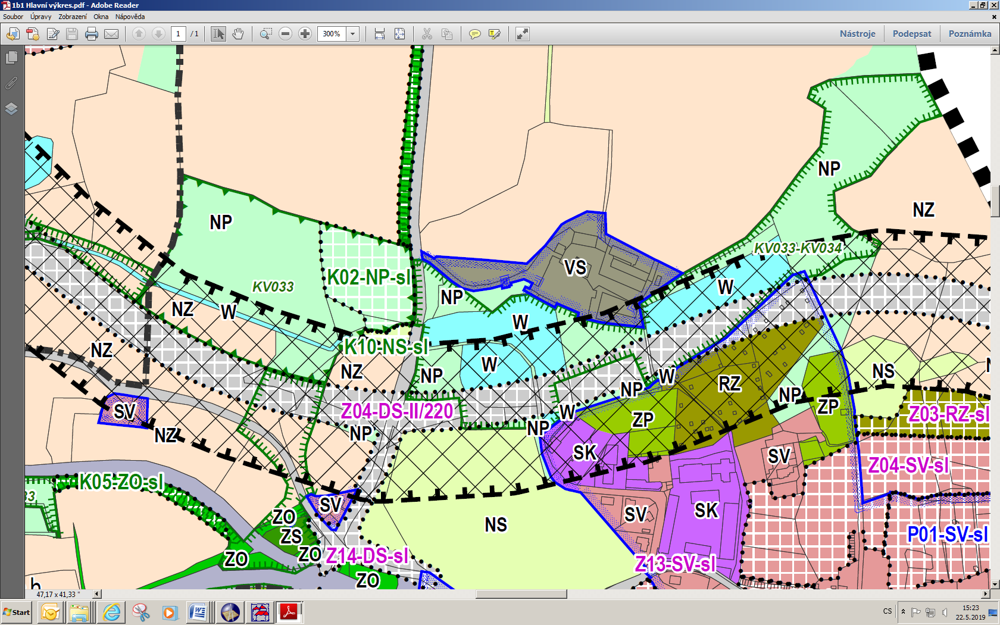 1b1 Hlavní výkres.pdf - Adobe Reader
Soubor Úpravy Zobrazení Okna Nápověda
1 / 1 300% Nástroje Podepsat Poznámka
NP
NP
NZ
KV033-KV034
VS
K02-NP-sl
KV033
W
NP
NZ
W
W
K10-NS-sl
NZ
W
NZ
NP
W
NS
RZ
NP
NP
ZP
SV
Z04-DS-II/220
W
Z03-RZ-sl
ZP
NZ
NP
NP
SK
SV
Z04-SV-sl
K05-ZO-sl
33
SV
ZO
SV
SK
NS
ZS
P01-SV-sl
ZO
ZO
Z14-DS-sl
Z13-SV-sl
ZO
47,17 x 41,33 "
Start
CS
15:23
22.5.2019